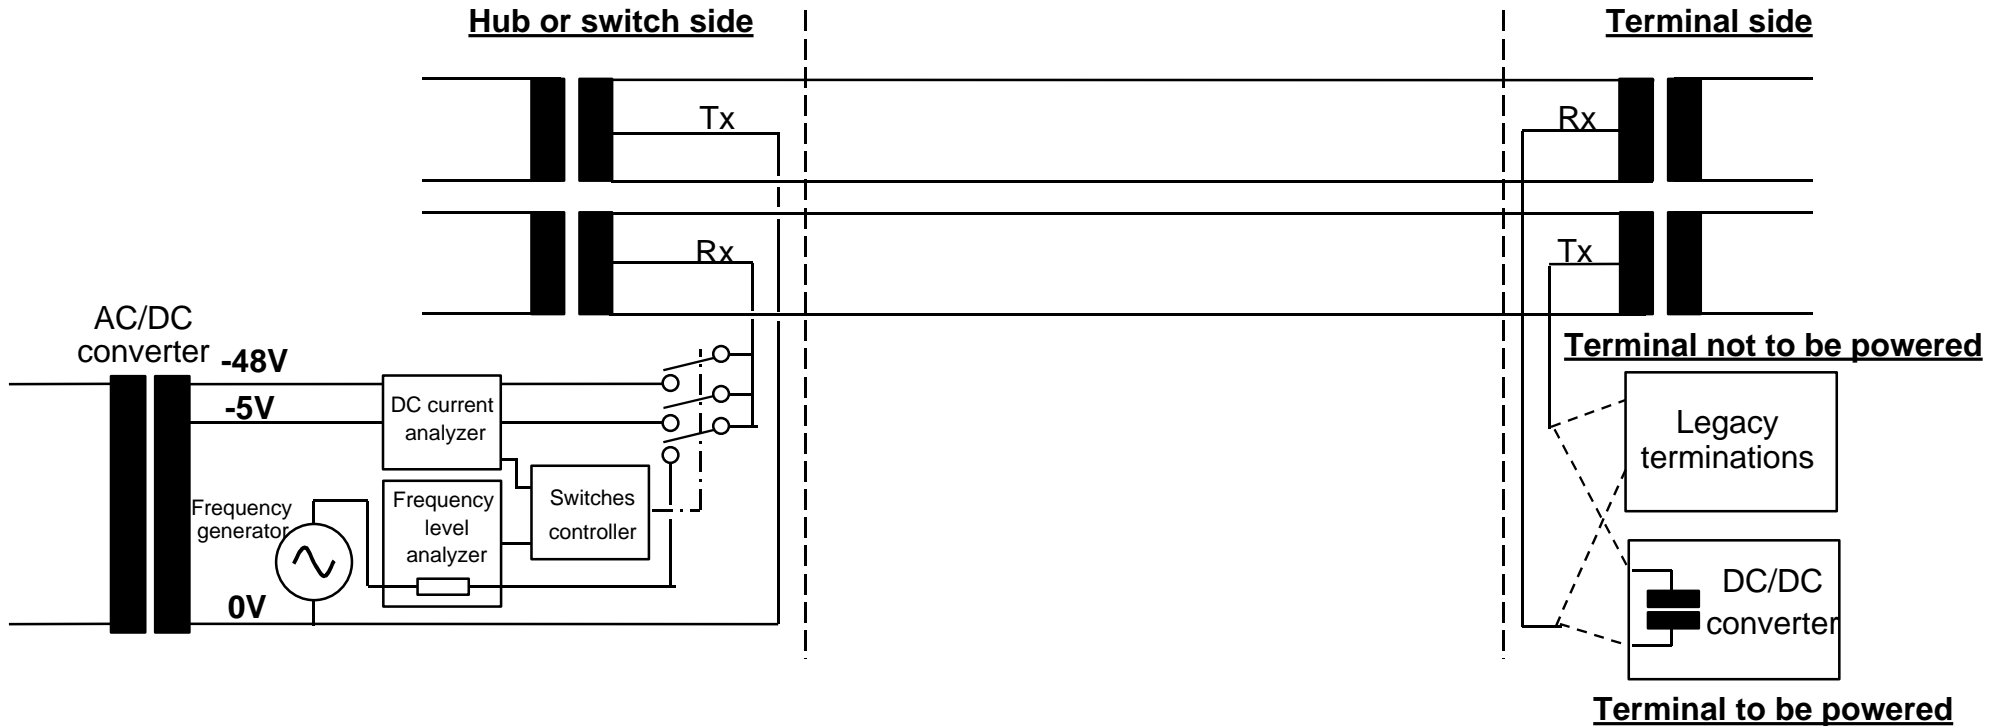 Hub or switch side
Terminal side
Tx
Rx
Rx
Tx
AC/DC
converter
-48V
-5V
0V
DC current
analyzer
Frequency
generator
Frequency
level
analyzer
Switches
controller
Terminal not to be powered
Legacy
terminations
DC/DC
converter
Terminal to be powered